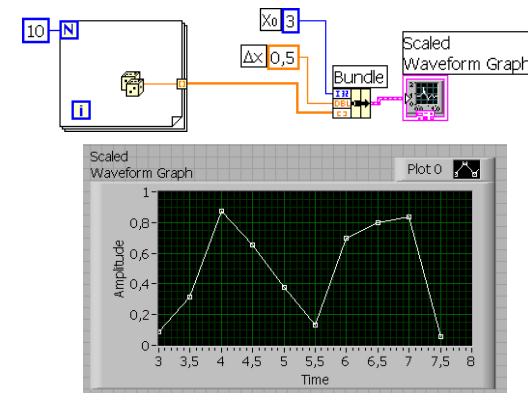 X₀ 3
10 N
Δx 0,5
Scaled
Waveform Graph
Bundle
I32
DBL
i
Scaled
Waveform Graph
Plot 0
1
0,8
0,6
0,4
0,2
0
Amplitude
3 3,5 4 4,5 5 5,5 6 6,5 7 7,5 8
Time